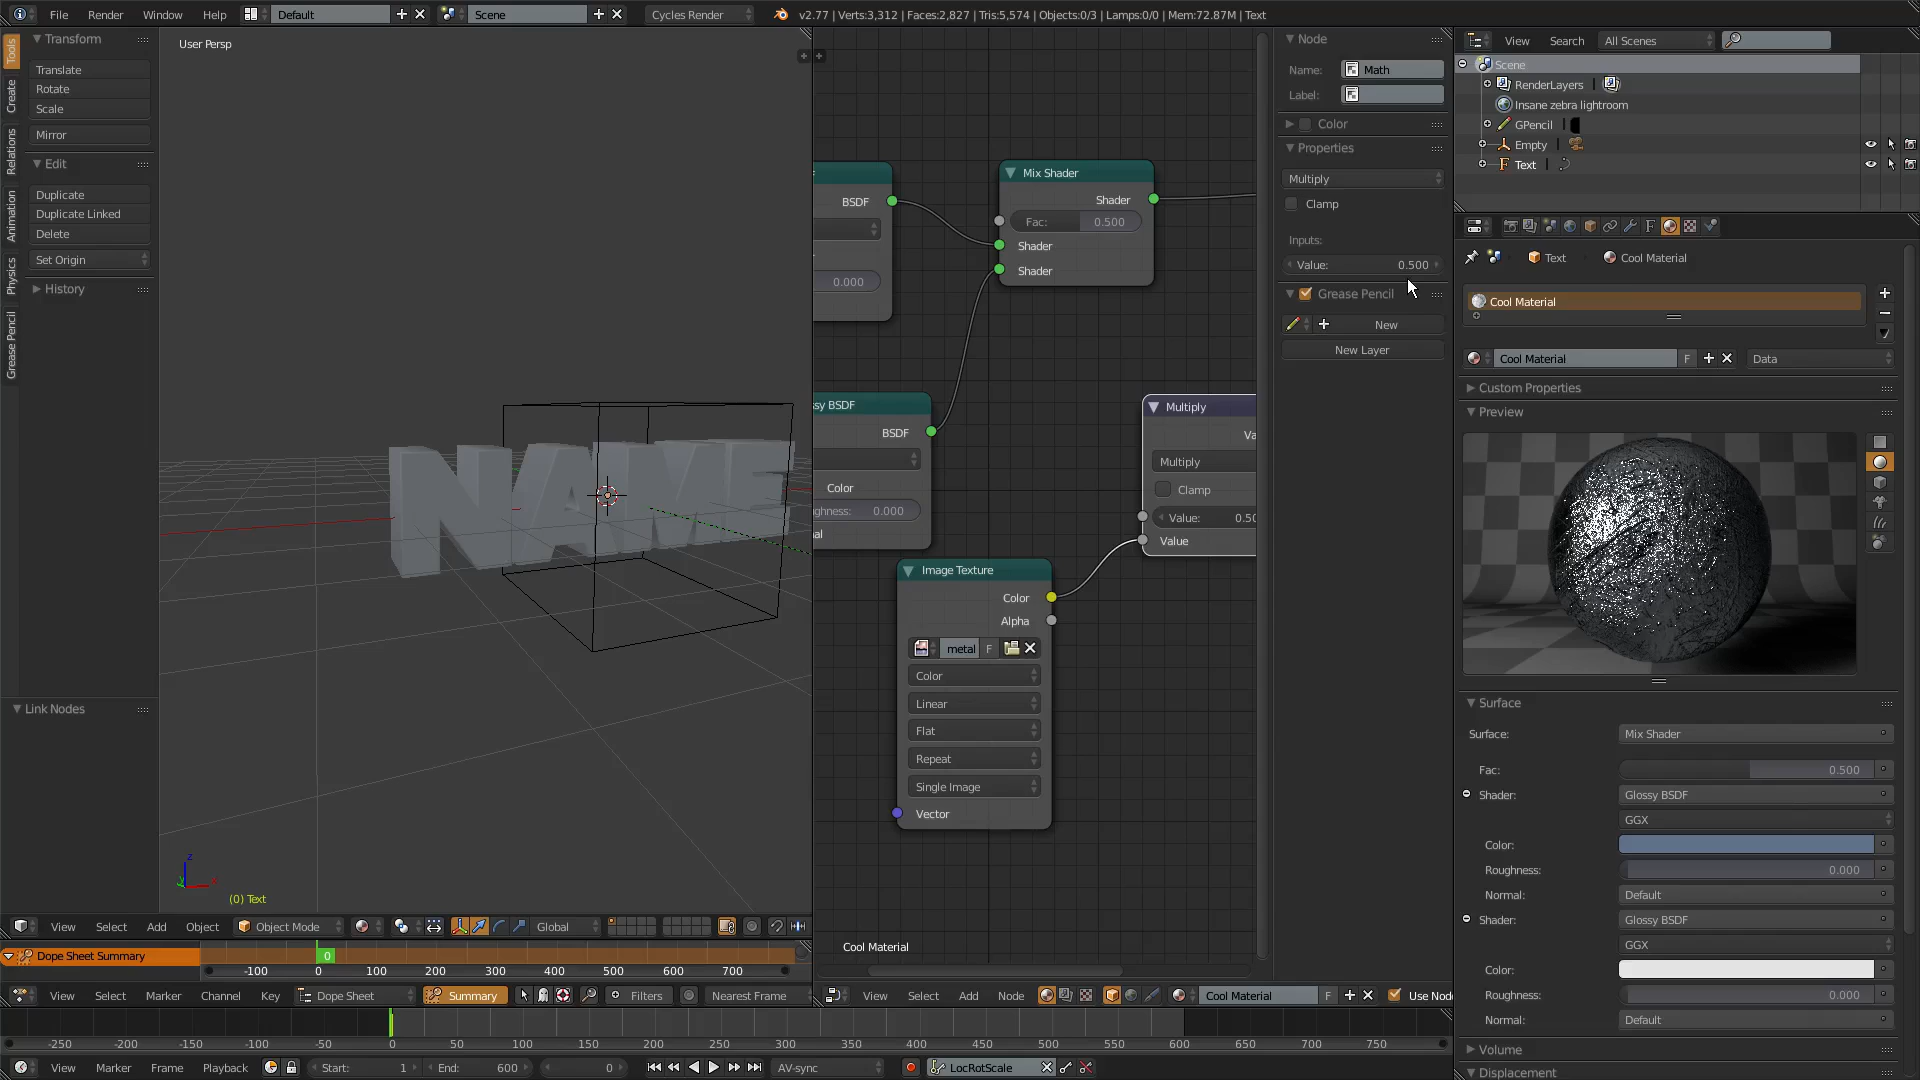 File Render Window Help Default Scene Cycles Render v2.77 | Verts:3,312 | Faces:2,827 | Tris:5,574 | Objects:0/3 | Lamps:0/0 | Mem:72.87M | Text
Tools
Create
Relations
Animation
Physics
Grease Pencil
Transform
Translate
Rotate
Scale
Mirror
Edit
Duplicate
Duplicate Linked
Delete
Set Origin
History
Link Nodes
User Persp
NAME
z
x
y
(0) Text
View Select Add Object Object Mode Global
Dope Sheet Summary
0
-100 0 100 200 300 400 500 600 700
View Select Marker Channel Key Dope Sheet Summary Filters Nearest Frame
BSDF
0.000
Mix Shader
Shader
Fac: 0.500
Shader
Shader
sy BSDF
BSDF
Color
ghness: 0.000
al
Image Texture
Color
Alpha
metal F
Color
Linear
Flat
Repeat
Single Image
Vector
Multiply
Va
Multiply
Clamp
Value: 0.50
Value
Cool Material
View Select Add Node Cool Material F Use Nod
Node
Name: Math
Label:
Color
Properties
Multiply
Clamp
Inputs:
Value: 0.500
Grease Pencil
New
New Layer
View Search All Scenes
Scene
RenderLayers |
Insane zebra lightroom
GPencil |
Empty |
Text |
Text Cool Material
Cool Material
Cool Material F Data
Custom Properties
Preview
Surface
Surface: Mix Shader
Fac: 0.500
Shader: Glossy BSDF
GGX
Color:
Roughness: 0.000
Normal: Default
Shader: Glossy BSDF
GGX
Color:
Roughness: 0.000
Normal: Default
Volume
Displacement
-250 -200 -150 -100 -50 0 50 100 150 200 250 300 350 400 450 500 550 600 650 700 750
View Marker Frame Playback Start: 1 End: 600 0 AV-sync LocRotScale